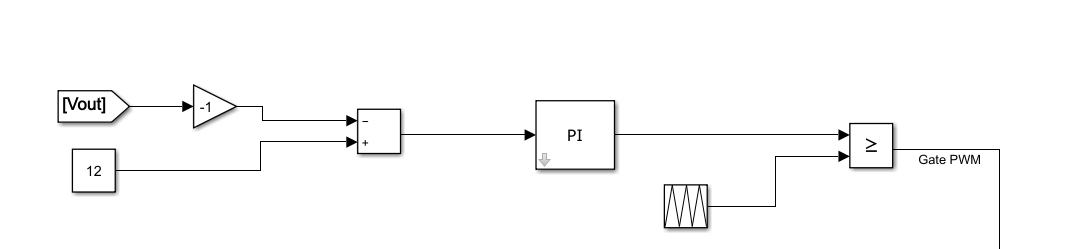 [Vout]
-1
−
+
12
PI
≥
Gate PWM